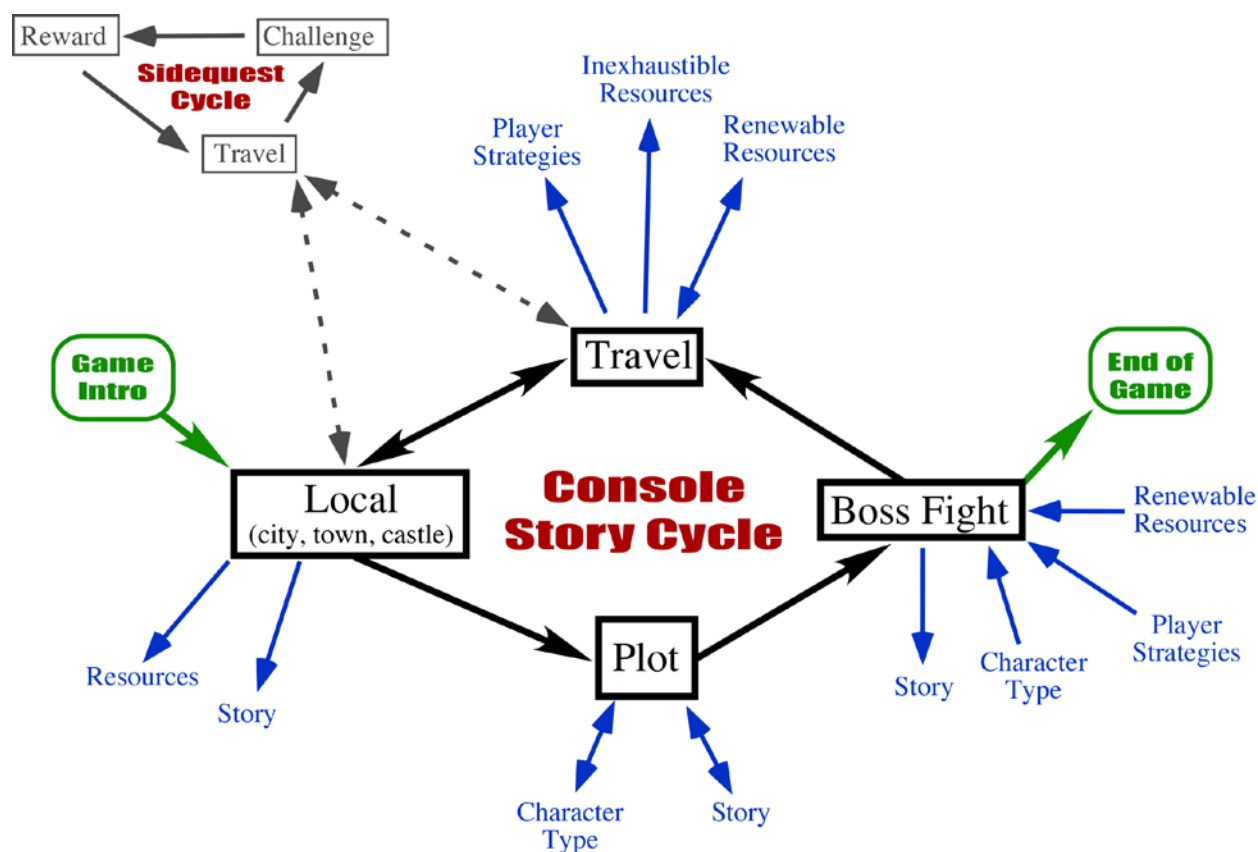 Reward
Challenge
Sidequest
Cycle
Travel
Inexhaustible
Resources
Player
Strategies
Renewable
Resources
Game
Intro
Travel
End of
Game
Local
(city, town, castle)
Console
Story Cycle
Boss Fight
Renewable
Resources
Plot
Resources
Story
Character
Type
Story
Story
Character
Type
Player
Strategies